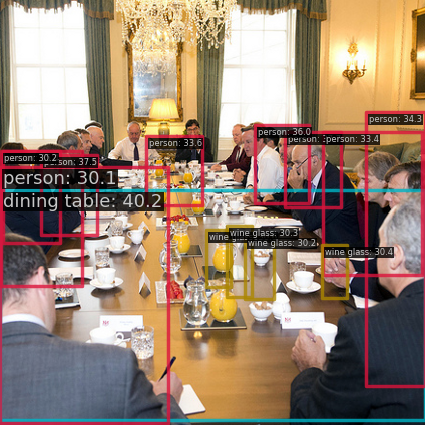 person: 34.3
person: 36.0
person: 33.4
person: 33.6
person: 30.2
person: 37.5
person: 30.1
dining table: 40.2
wine glass: 30.3
wine glass: 30.2
wine glass: 30.4